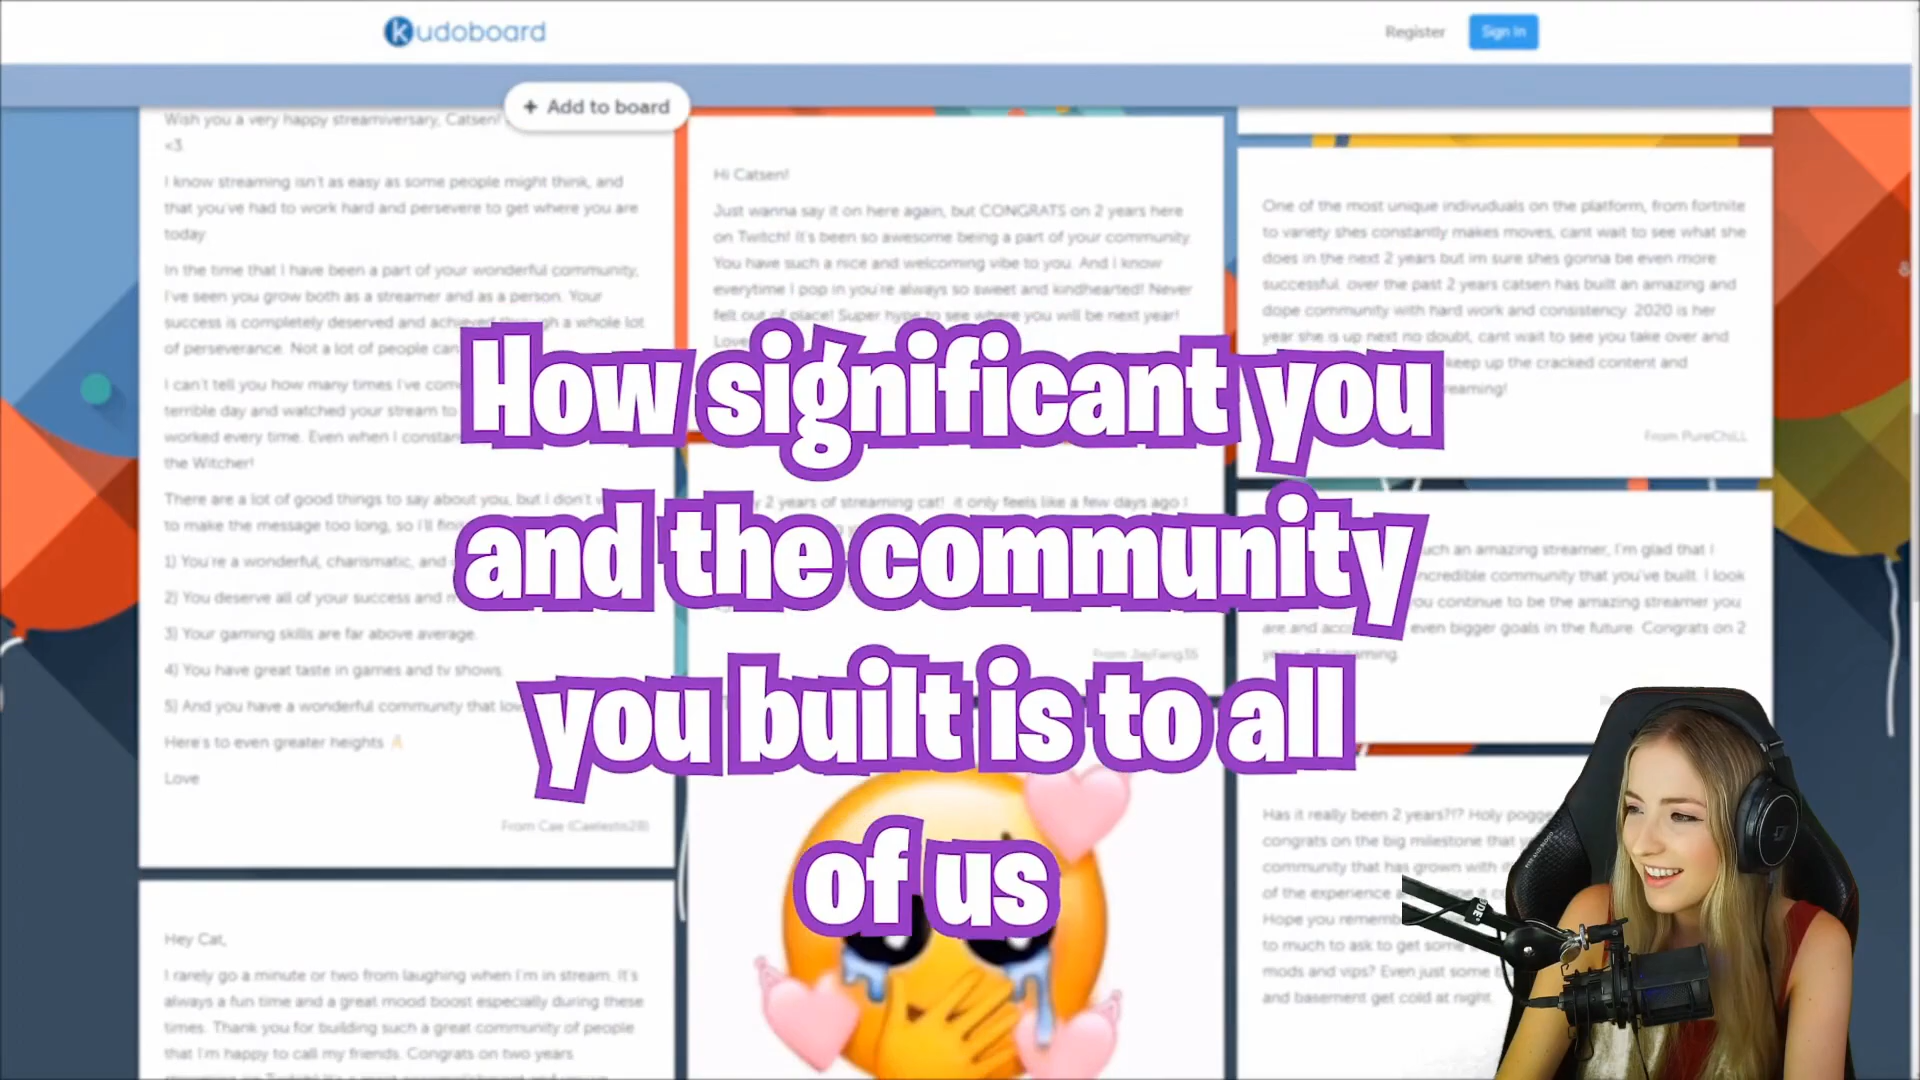 kudoboard
Register
Sign In
+ Add to board
Wish you a very happy streamiversary, Catsen!
<3
I know streaming isn't as easy as some people might think, and
that you've had to work hard and persevere to get where you are
today
In the time that I have been a part of your wonderful community,
I've seen you grow both as a streamer and as a person. Your
success is completely deserved and achieved through a whole lot
of perseverance. Not a lot of people can
I can't tell you how many times I've come
terrible day and watched your stream to
worked every time. Even when I
the Witcher!
There are a lot of good things to say about you, but I don't
to make the message too long, so I'll
1) You're a wonderful, charismatic, and
2) You deserve all of your success and
3) Your gaming skills are far above average.
4) You have great taste in games and tv shows
5) And you have a wonderful community that
Here's to even greater heights
Love
From Cae (Caelestis28)
Hey Cat,
I rarely go a minute or two from laughing when I'm in stream. It's
always a fun time and a great mood boost especially during these
times. Thank you for building such a great community of people
that I'm happy to call my friends. Congrats on two years
Hi Catsen!
Just wanna say it on here again, but CONGRATS on 2 years here
on Twitch! It's been so awesome being a part of your community.
You have such a nice and welcoming vibe to you. And I know
everytime I pop in you're always so sweet and kindhearted! Never
felt out of place! Super hype to see where you will be next year!
Love
2 years of streaming cat! it only feels like a few days ago I
From JayFang35
One of the most unique indivuduals on the platform, from fortnite
to variety shes constantly makes moves, cant wait to see what she
does in the next 2 years but im sure shes gonna be even more
successful. over the past 2 years catsen has built an amazing and
dope community with hard work and consistency. 2020 is her
year she is up next no doubt, cant wait to see you take over and
keep up the cracked content and
From PureChiLL
such an amazing streamer, I'm glad that I
incredible community that you've built. I look
you continue to be the amazing streamer you
are and even bigger goals in the future. Congrats on 2
years of streaming
Has it really been 2 years?!? Holy
congrats on the big milestone that
community that has grown with
of the experience
Hope you
to much to ask to get some
mods and vips? Even just some
and basement get cold at night.
How significant you
and the community
you built is to all
of us